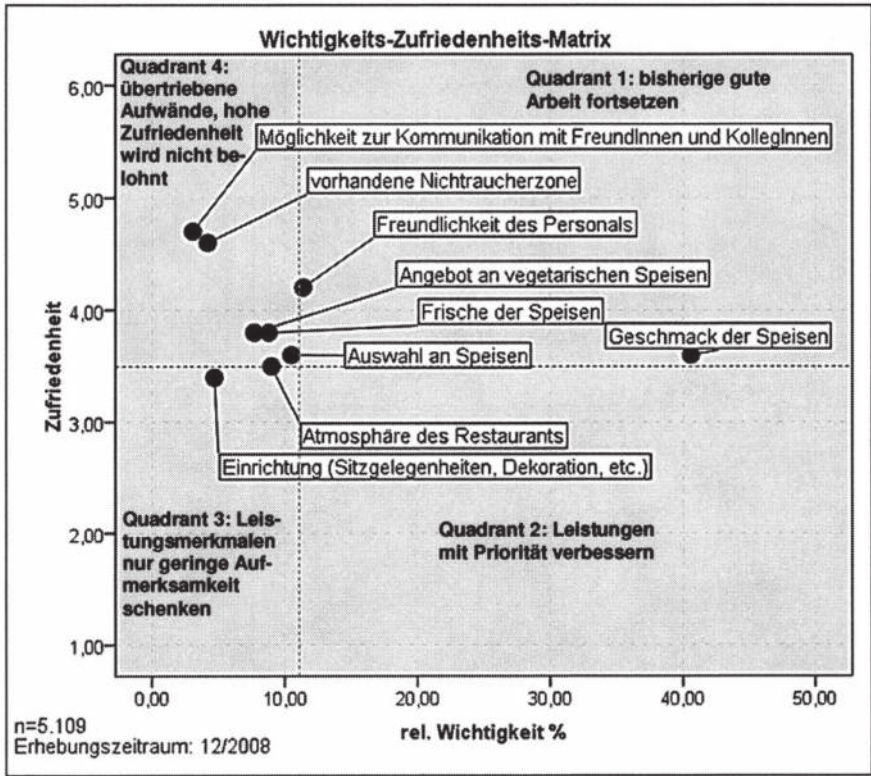 Wichtigkeits-Zufriedenheits-Matrix
Quadrant 4:
übertriebene
Aufwände, hohe
Zufriedenheit
wird nicht be-
lohnt
Quadrant 1: bisherige gute
Arbeit fortsetzen
Möglichkeit zur Kommunikation mit FreundInnen und KollegInnen
vorhandene Nichtraucherzone
Freundlichkeit des Personals
Angebot an vegetarischen Speisen
Frische der Speisen
Geschmack der Speisen
Auswahl an Speisen
Atmosphäre des Restaurants
Einrichtung (Sitzgelegenheiten, Dekoration, etc.)
Quadrant 3: Leis-
tungsmerkmalen
nur geringe Auf-
merksamkeit
schenken
Quadrant 2: Leistungen
mit Priorität verbessern
Zufriedenheit
6,00
5,00
4,00
3,00
2,00
1,00
0,00 10,00 20,00 30,00 40,00 50,00
rel. Wichtigkeit %
n=5.109
Erhebungszeitraum: 12/2008